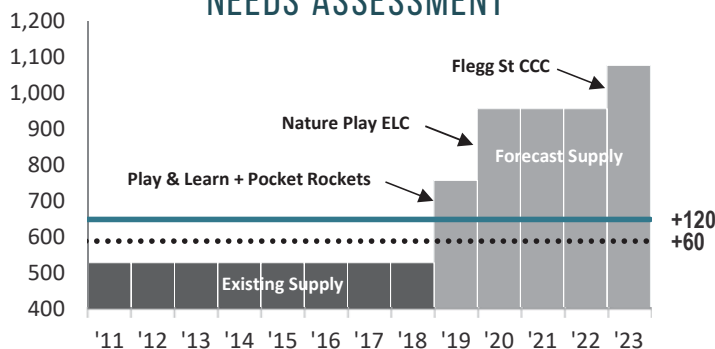 NEEDS ASSESSMENT
1,200
1,100
1,000
900
800
700
600
500
400
Flegg St CCC
Nature Play ELC
Forecast Supply
Play & Learn + Pocket Rockets
+120
+60
Existing Supply
'11 '12 '13 '14 '15 '16 '17 '18 '19 '20 '21 '22 '23